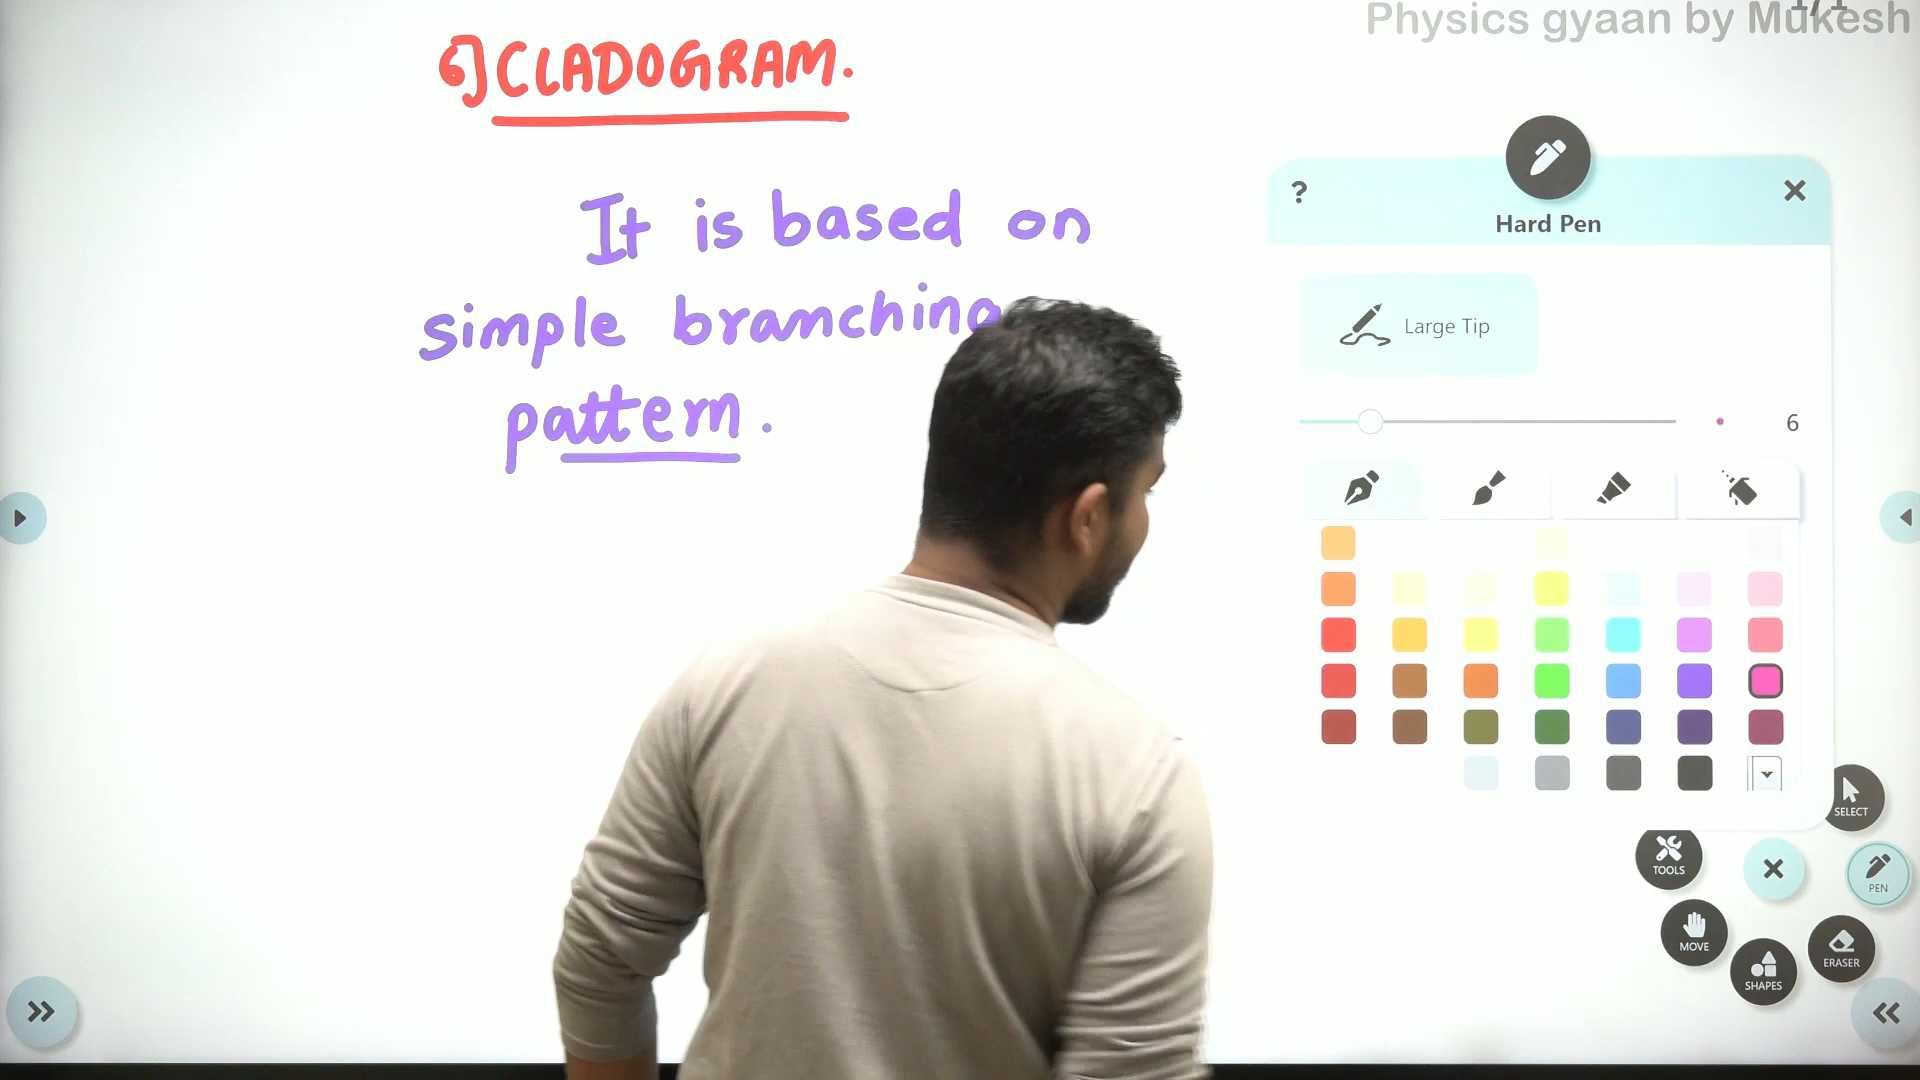 Physics gyaan by Mukesh
6] CLADOGRAM.
It is based on
simple branching
pattern.
?
Hard Pen
Large Tip
6
SELECT
TOOLS
PEN
MOVE
ERASER
SHAPES